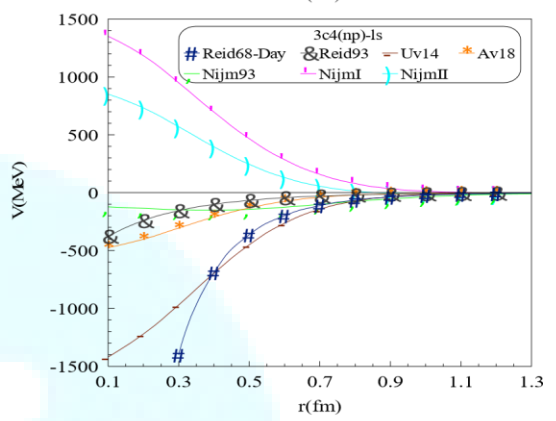 3c4(np)-ls
# Reid68-Day & Reid93 - Uv14 * Av18
, Nijm93 ' NijmI ) NijmII
1500
1000
500
0
-500
-1000
-1500
V(MeV)
0.1 0.3 0.5 0.7 0.9 1.1 1.3
r(fm)